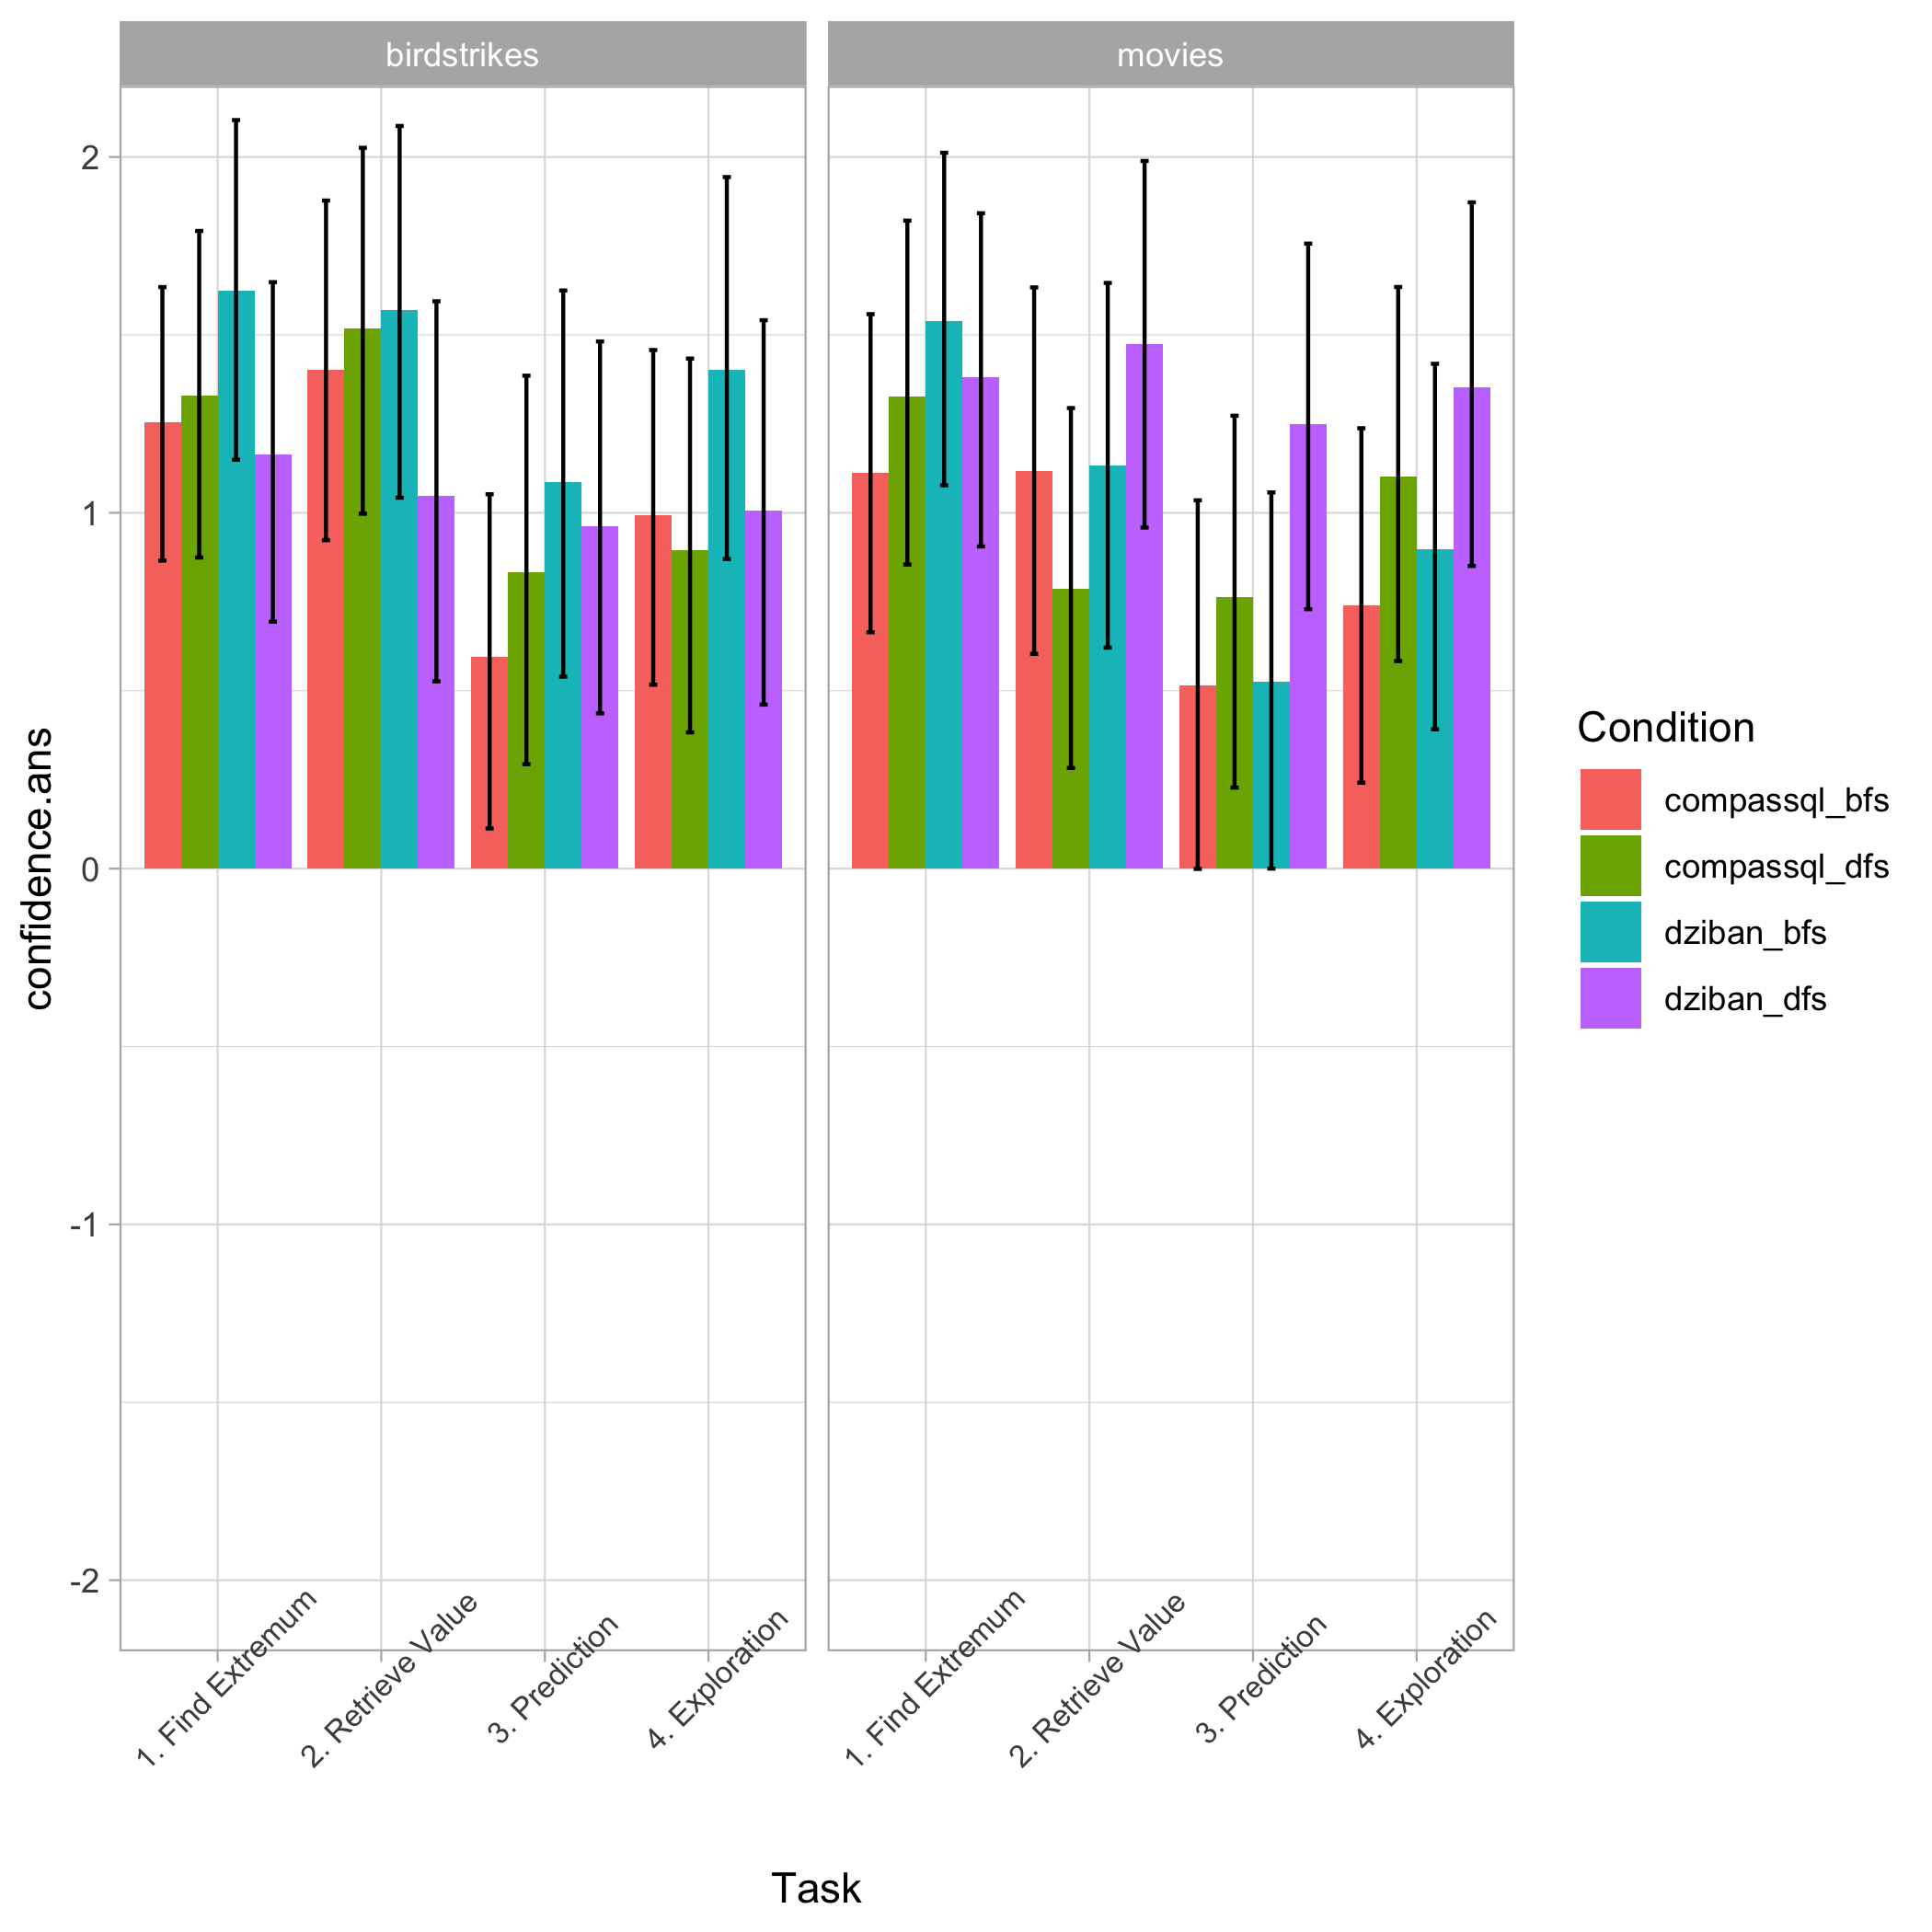 birdstrikes
movies
2
1
0
-1
-2
confidence.ans
1. Find Extremum
2. Retrieve Value
3. Prediction
4. Exploration
1. Find Extremum
2. Retrieve Value
3. Prediction
4. Exploration
Task
Condition
compassql_bfs
compassql_dfs
dziban_bfs
dziban_dfs